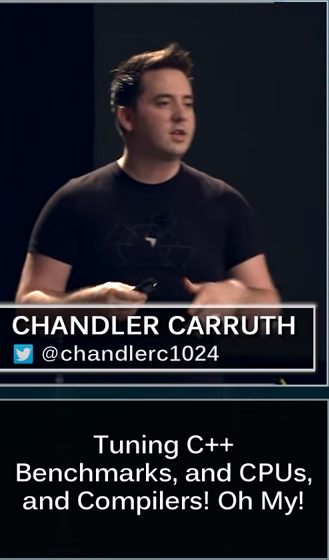 CHANDLER CARRUTH
@chandlerc1024
Tuning C++
Benchmarks, and CPUs,
and Compilers! Oh My!